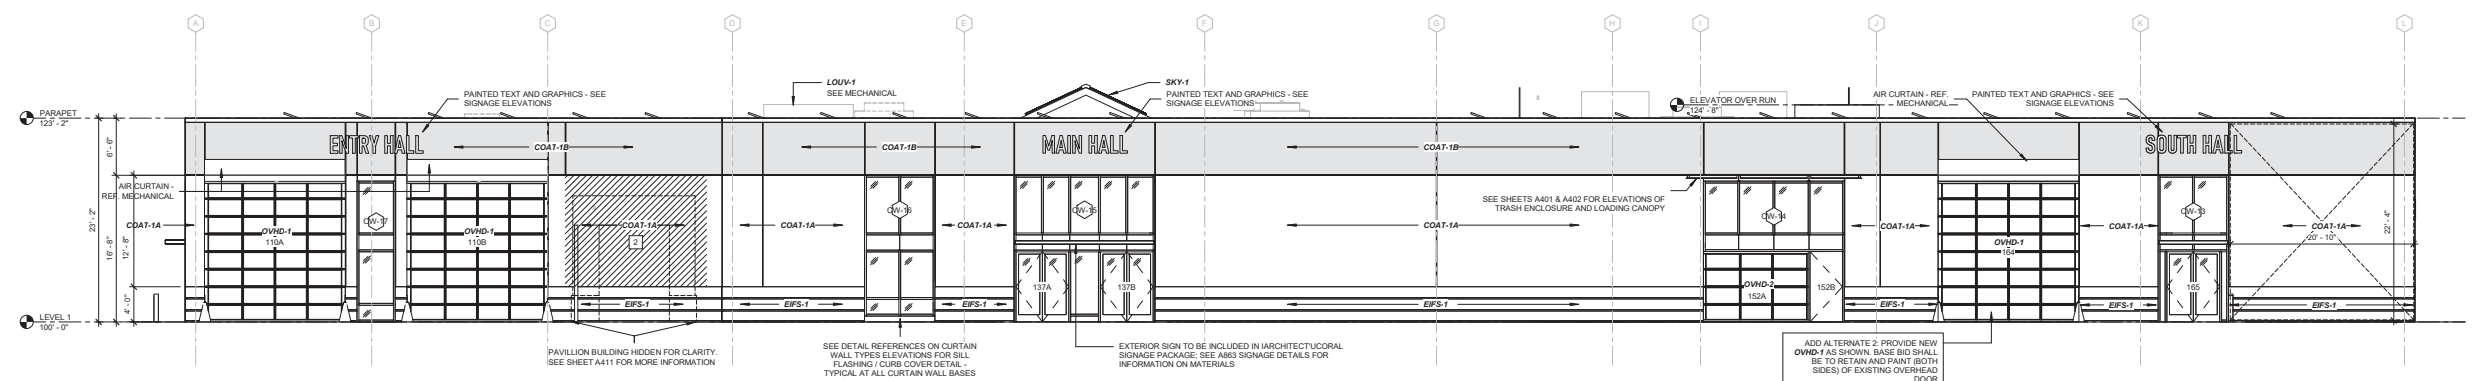 A B C D E F G H I J K L
LOUV-1
SEE MECHANICAL
SKY-1
PAINTED TEXT AND GRAPHICS - SEE
SIGNAGE ELEVATIONS
PAINTED TEXT AND GRAPHICS - SEE
SIGNAGE ELEVATIONS
AIR CURTAIN - REF.
MECHANICAL
PAINTED TEXT AND GRAPHICS - SEE
SIGNAGE ELEVATIONS
ELEVATOR OVER RUN
124' - 8"
PARAPET
123' - 2"
ENTRY HALL
MAIN HALL
SOUTH HALL
COAT-1B
COAT-1B
COAT-1B
6' - 6"
23' - 2"
16' - 8"
12' - 8"
4' - 0"
AIR CURTAIN -
REF. MECHANICAL
SEE SHEETS A401 & A402 FOR ELEVATIONS OF
TRASH ENCLOSURE AND LOADING CANOPY
CW-17
CW-16
CW-15
CW-14
CW-13
COAT-1A
COAT-1A
COAT-1A
COAT-1A
COAT-1A
COAT-1A
COAT-1A
COAT-1A
22' - 4"
20' - 10"
OVHD-1
110A
OVHD-1
110B
2
OVHD-1
164
137A
137B
OVHD-2
152A
152B
165
EIFS-1
EIFS-1
EIFS-1
EIFS-1
EIFS-1
EIFS-1
EIFS-1
LEVEL 1
100' - 0"
PAVILLION BUILDING HIDDEN FOR CLARITY.
SEE SHEET A411 FOR MORE INFORMATION
SEE DETAIL REFERENCES ON CURTAIN
WALL TYPES ELEVATIONS FOR SILL
FLASHING / CURB COVER DETAIL -
TYPICAL AT ALL CURTAIN WALL BASES
EXTERIOR SIGN TO BE INCLUDED IN IARCHITECT'UCORAL
SIGNAGE PACKAGE; SEE A863 SIGNAGE DETAILS FOR
INFORMATION ON MATERIALS
ADD ALTERNATE 2: PROVIDE NEW
OVHD-1 AS SHOWN. BASE BID SHALL
BE TO RETAIN AND PAINT (BOTH
SIDES) OF EXISTING OVERHEAD
DOOR